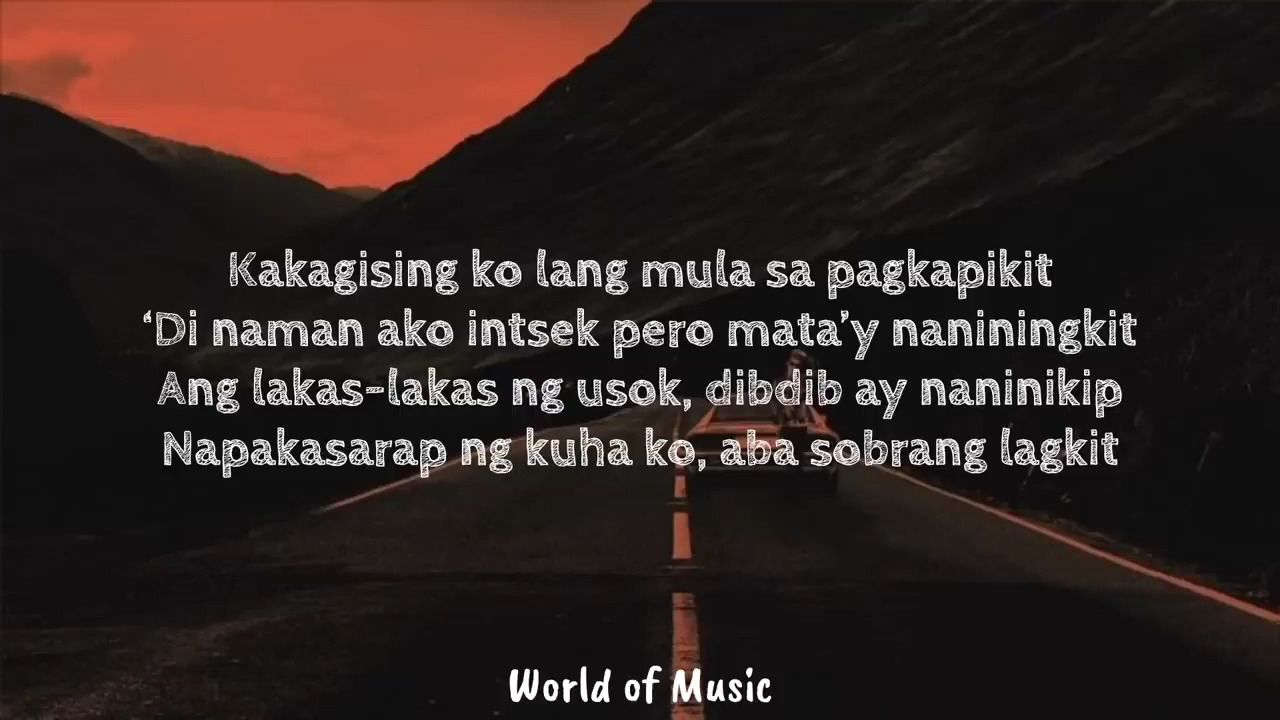 Kakagising ko lang mula sa pagkapikit
‘Di naman ako intsek pero mata’y naniningkit
Ang lakas-lakas ng usok, dibdib ay naninikip
Napakasarap ng kuha ko, aba sobrang lagkit
World of Music